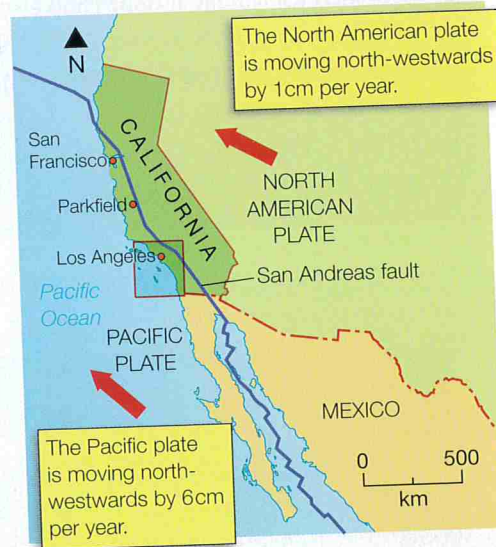 The North American plate
is moving north-westwards
by 1cm per year.
N
San
Francisco
CALIFORNIA
Parkfield
NORTH
AMERICAN
PLATE
Los Angeles
San Andreas fault
Pacific
Ocean
PACIFIC
PLATE
MEXICO
The Pacific plate
is moving north-
westwards by 6cm
per year.
0 500
km